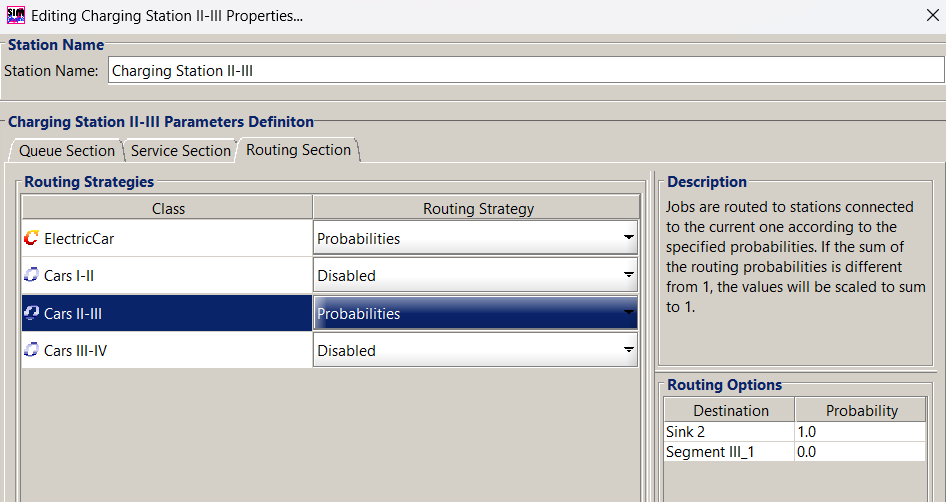 Editing Charging Station II-III Properties...
Station Name
Station Name: Charging Station II-III
Charging Station II-III Parameters Definiton
Queue Section Service Section Routing Section
Routing Strategies
Class Routing Strategy
ElectricCar Probabilities
Cars I-II Disabled
Cars II-III Probabilities
Cars III-IV Disabled
Description
Jobs are routed to stations connected
to the current one according to the
specified probabilities. If the sum of
the routing probabilities is different
from 1, the values will be scaled to sum
to 1.
Routing Options
Destination Probability
Sink 2 1.0
Segment III_1 0.0